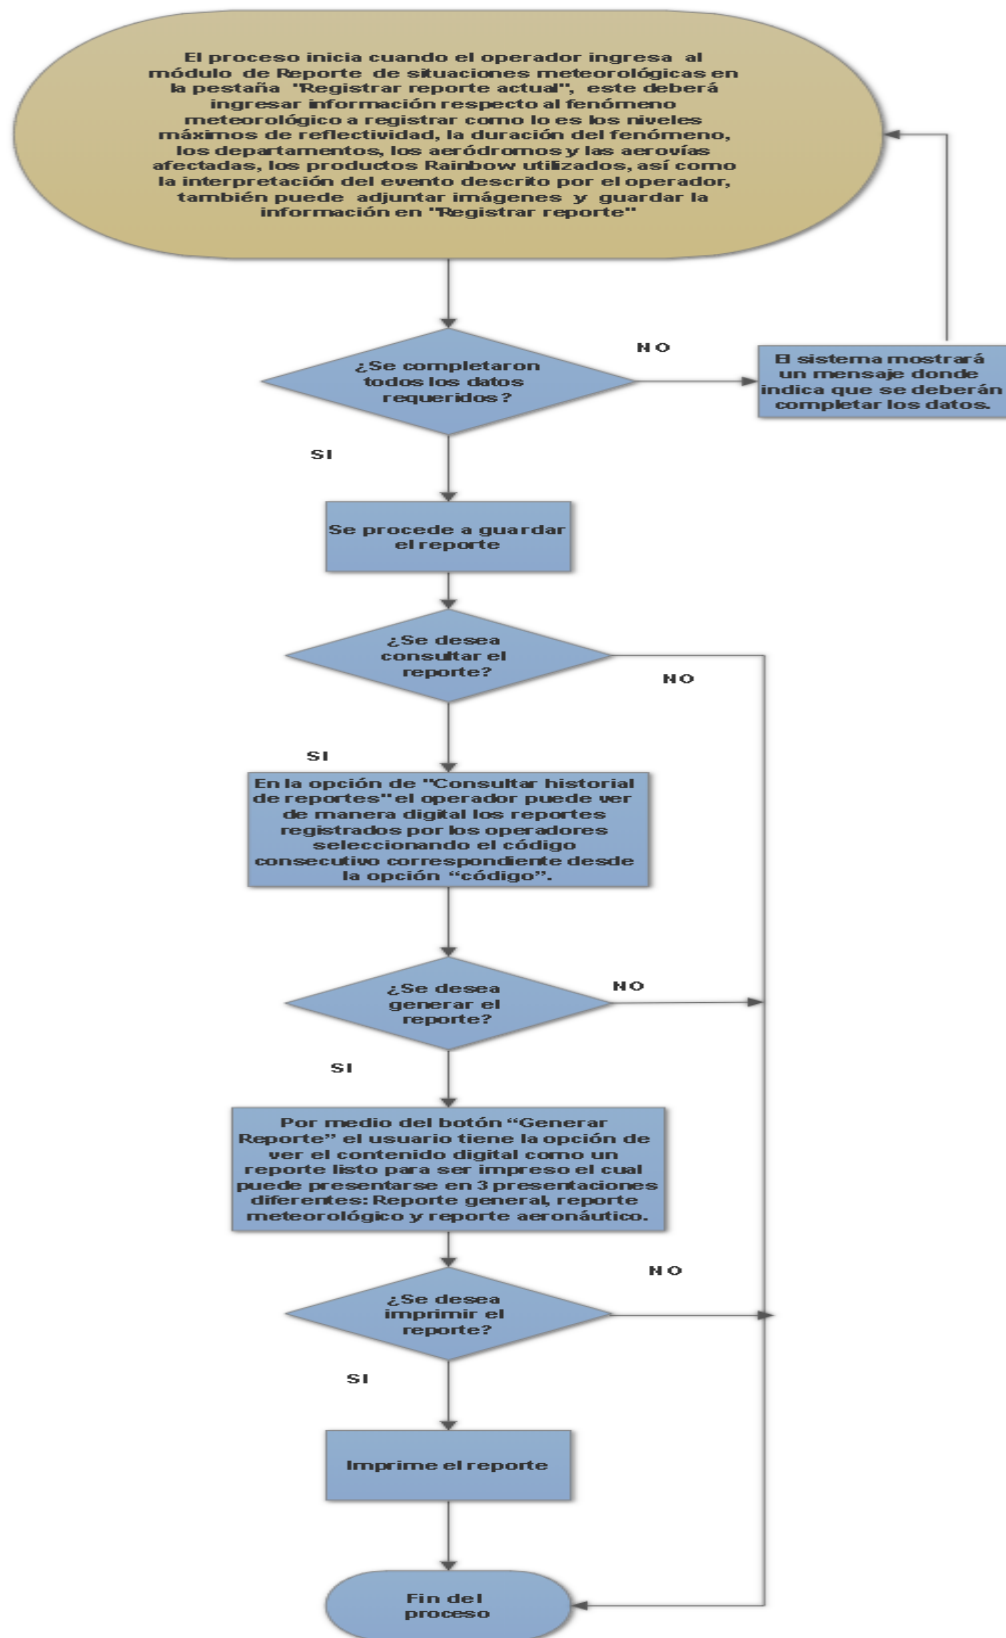 El proceso inicia cuando el operador ingresa al
módulo de Reporte de situaciones meteorológicas en
la pestaña "Registrar reporte actual", este deberá
ingresar información respecto al fenómeno
meteorológico a registrar como lo es los niveles
máximos de reflectividad, la duración del fenómeno,
los departamentos, los aeródromos y las aerovías
afectadas, los productos Rainbow utilizados, así como
la interpretación del evento descrito por el operador,
también puede adjuntar imágenes y guardar la
información en "Registrar reporte"
¿Se completaron
todos los datos
requeridos?
NO
El sistema mostrará
un mensaje donde
indica que se deberán
completar los datos.
SI
Se procede a guardar
el reporte
¿Se desea
consultar el
reporte?
NO
SI
En la opción de "Consultar historial
de reportes" el operador puede ver
de manera digital los reportes
registrados por los operadores
seleccionando el código
consecutivo correspondiente desde
la opción “código”.
¿Se desea
generar el
reporte?
NO
SI
Por medio del botón “Generar
Reporte” el usuario tiene la opción de
ver el contenido digital como un
reporte listo para ser impreso el cual
puede presentarse en 3 presentaciones
diferentes: Reporte general, reporte
meteorológico y reporte aeronáutico.
NO
¿Se desea
imprimir el
reporte?
SI
Imprime el reporte
Fin del
proceso